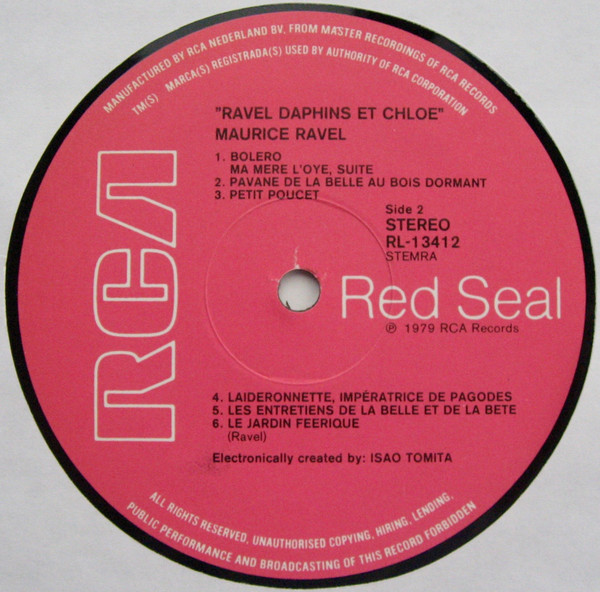 MANUFACTURED BY RCA NEDERLAND BV. FROM MASTER RECORDINGS OF RCA RECORDS
TM(S) MARCA(S) REGISTRADA(S) USED BY AUTHORITY OF RCA CORPORATION
"RAVEL DAPHINS ET CHLOE"
MAURICE RAVEL
1. BOLERO
MA MERE L'OYE, SUITE
2. PAVANE DE LA BELLE AU BOIS DORMANT
3. PETIT POUCET
Side 2
STEREO
RL-13412
STEMRA
RCA
Red Seal
℗ 1979 RCA Records
4. LAIDERONNETTE, IMPÉRATRICE DE PAGODES
5. LES ENTRETIENS DE LA BELLE ET DE LA BETE
6. LE JARDIN FEERIQUE
(Ravel)
Electronically created by: ISAO TOMITA
ALL RIGHTS RESERVED, UNAUTHORISED COPYING, HIRING, LENDING,
PUBLIC PERFORMANCE AND BROADCASTING OF THIS RECORD FORBIDDEN